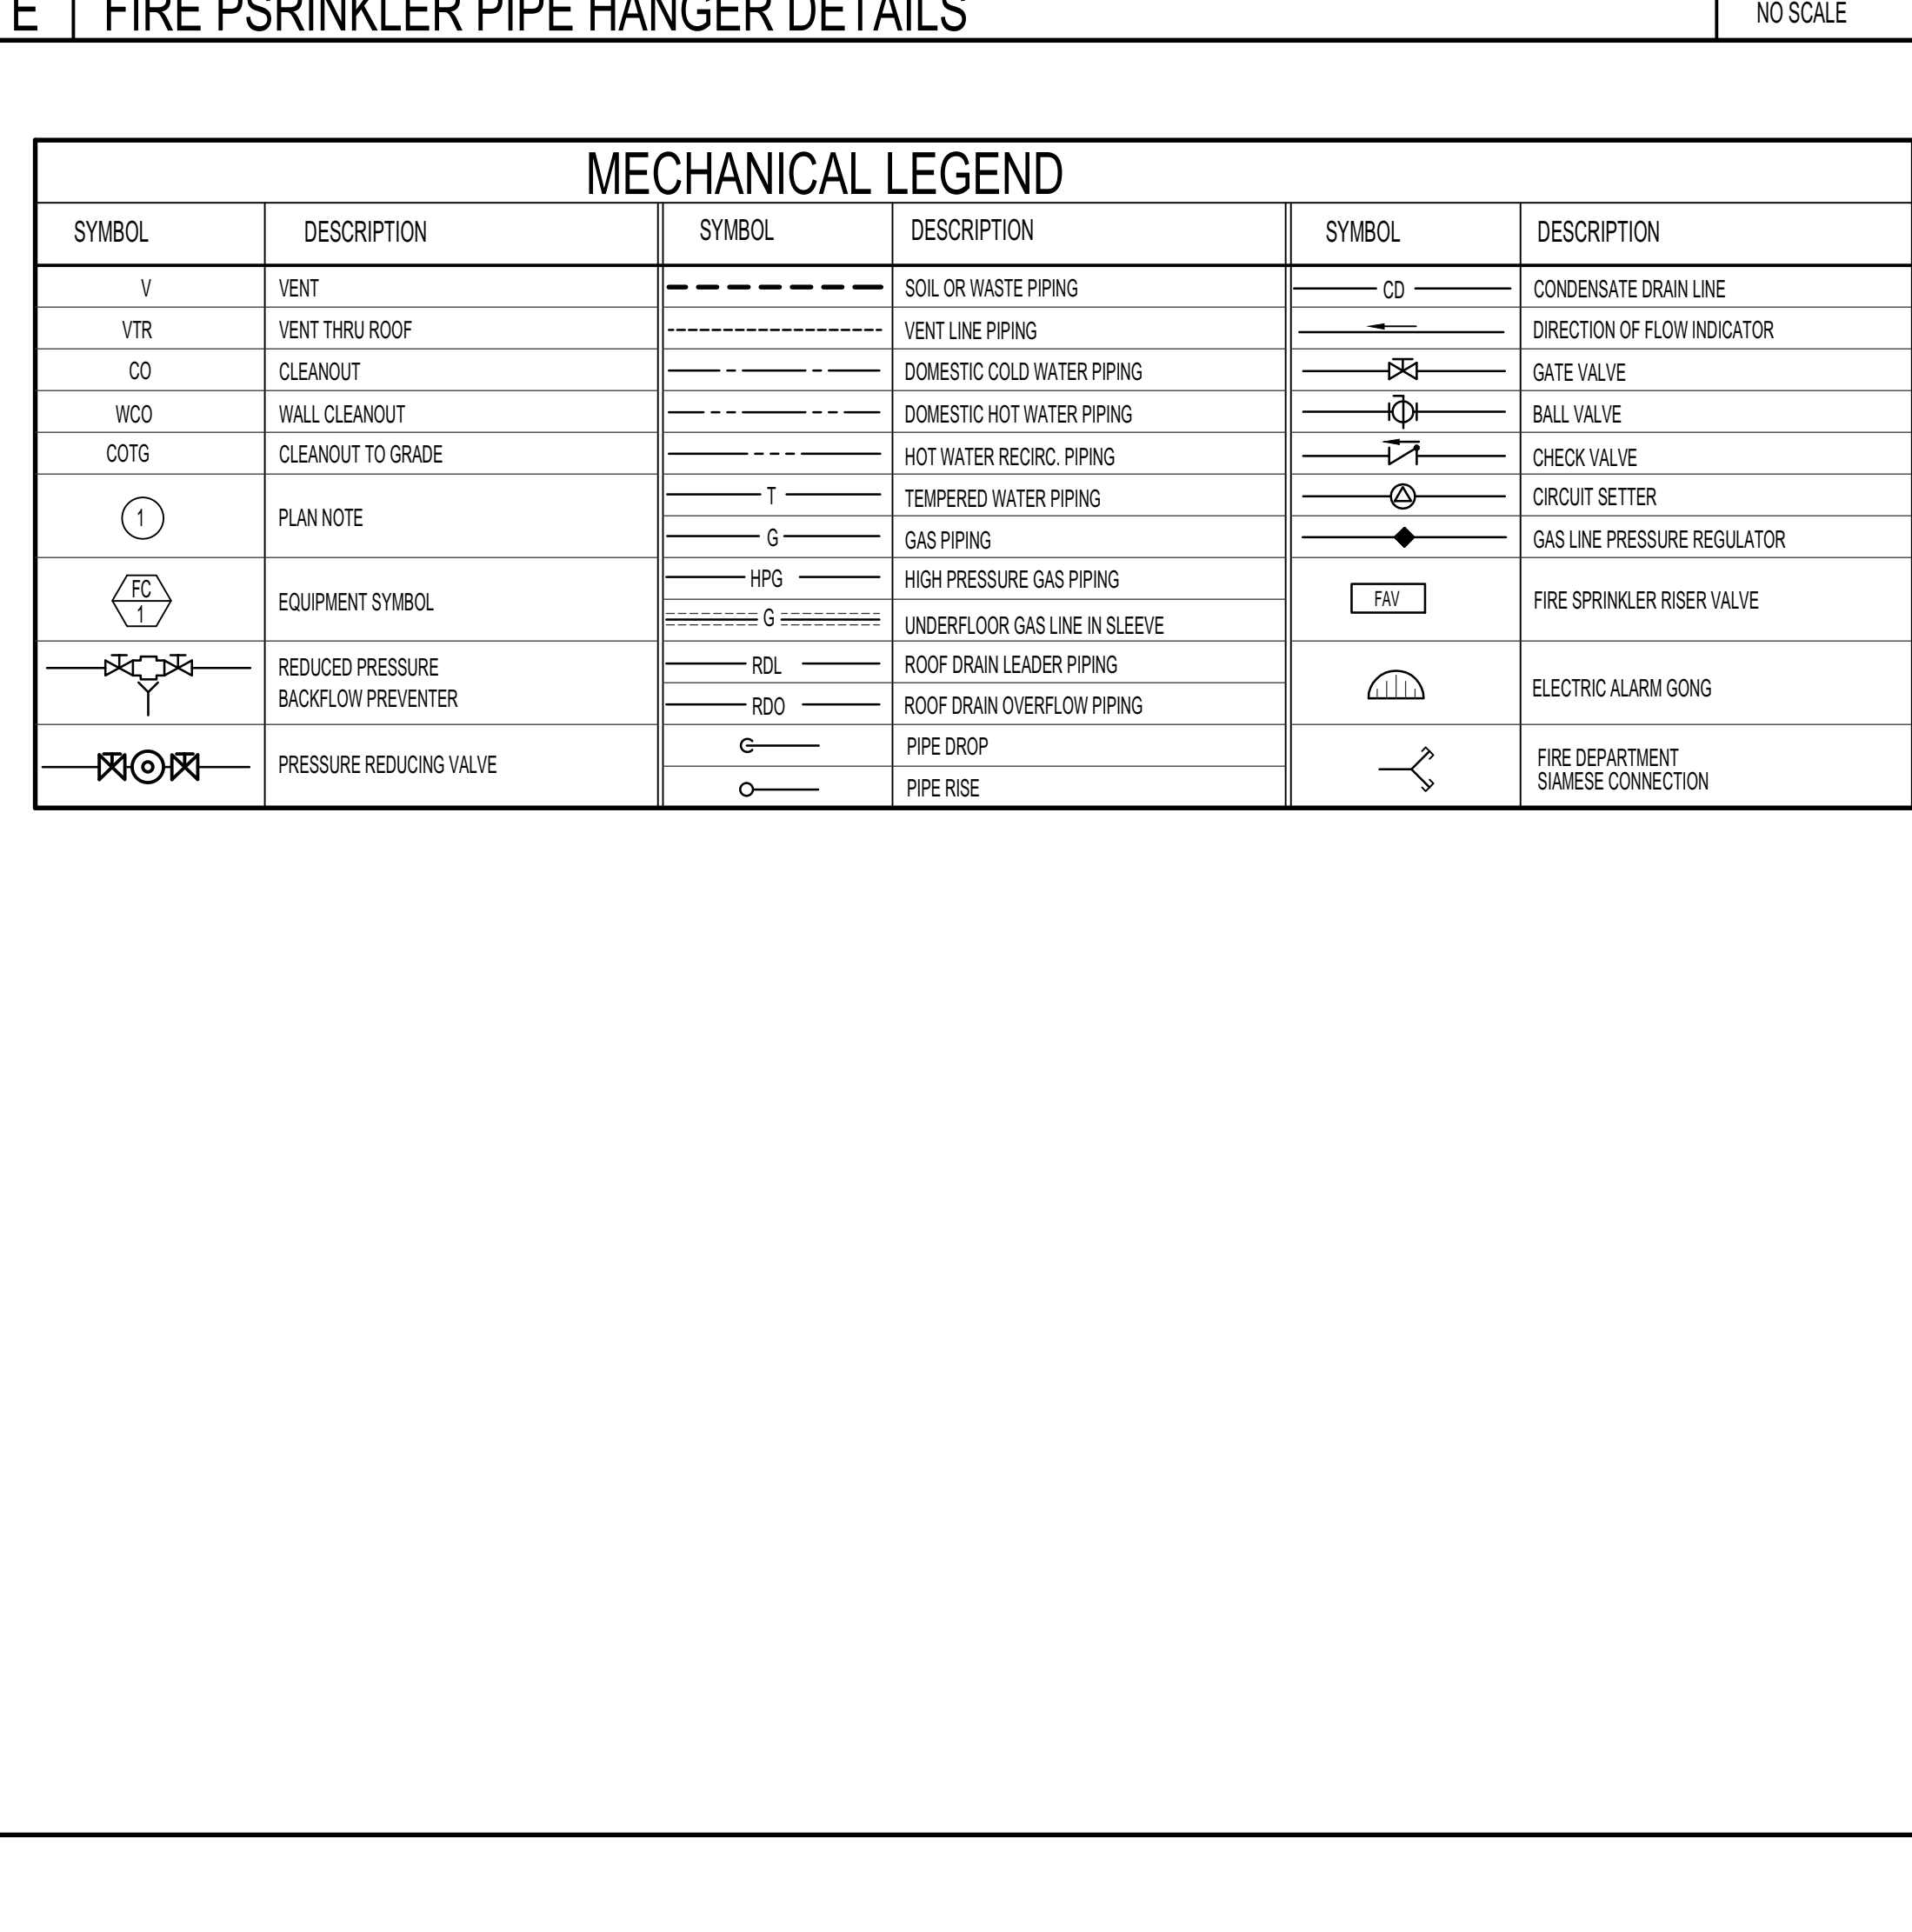 E FIRE PSRINKLER PIPE HANGER DETAILS NO SCALE
MECHANICAL LEGEND
SYMBOL DESCRIPTION SYMBOL DESCRIPTION SYMBOL DESCRIPTION
V VENT
VTR VENT THRU ROOF
CO CLEANOUT
WCO WALL CLEANOUT
COTG CLEANOUT TO GRADE
1 PLAN NOTE
FC
1
EQUIPMENT SYMBOL
REDUCED PRESSURE
BACKFLOW PREVENTER
PRESSURE REDUCING VALVE
SOIL OR WASTE PIPING
VENT LINE PIPING
DOMESTIC COLD WATER PIPING
DOMESTIC HOT WATER PIPING
HOT WATER RECIRC. PIPING
T TEMPERED WATER PIPING
G GAS PIPING
HPG HIGH PRESSURE GAS PIPING
G UNDERFLOOR GAS LINE IN SLEEVE
RDL ROOF DRAIN LEADER PIPING
RDO ROOF DRAIN OVERFLOW PIPING
PIPE DROP
PIPE RISE
CD CONDENSATE DRAIN LINE
DIRECTION OF FLOW INDICATOR
GATE VALVE
BALL VALVE
CHECK VALVE
CIRCUIT SETTER
GAS LINE PRESSURE REGULATOR
FAV FIRE SPRINKLER RISER VALVE
ELECTRIC ALARM GONG
FIRE DEPARTMENT
SIAMESE CONNECTION